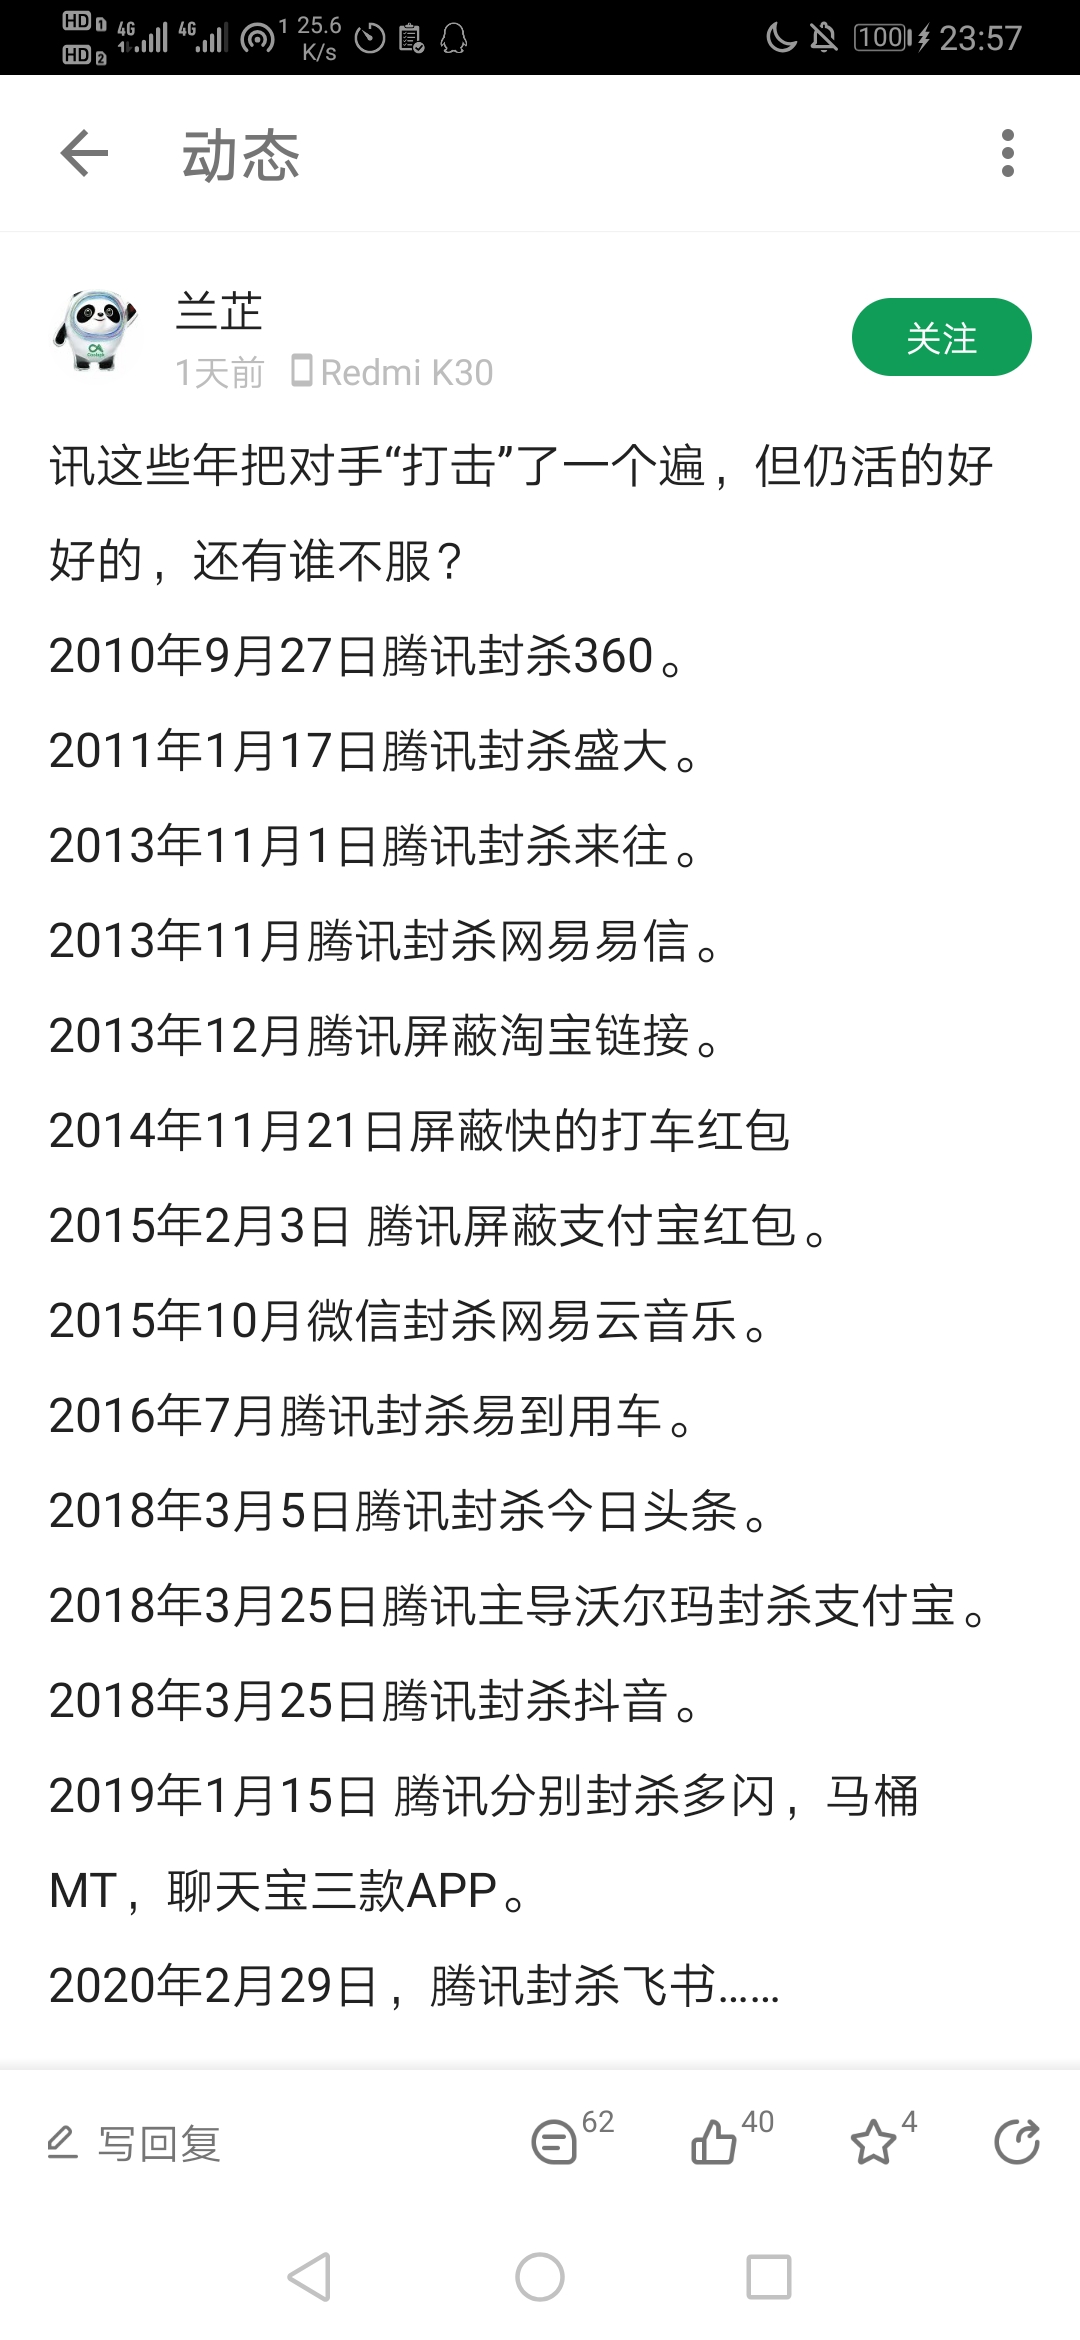 HD 1 4G 1 4G 1 25.6 K/s 100 23:57
HD 2
动态
兰芷
1天前 Redmi K30
关注
讯这些年把对手“打击”了一个遍，但仍活的好
好的，还有谁不服？
2010年9月27日腾讯封杀360。
2011年1月17日腾讯封杀盛大。
2013年11月1日腾讯封杀来往。
2013年11月腾讯封杀网易易信。
2013年12月腾讯屏蔽淘宝链接。
2014年11月21日屏蔽快的打车红包
2015年2月3日 腾讯屏蔽支付宝红包。
2015年10月微信封杀网易云音乐。
2016年7月腾讯封杀易到用车。
2018年3月5日腾讯封杀今日头条。
2018年3月25日腾讯主导沃尔玛封杀支付宝。
2018年3月25日腾讯封杀抖音。
2019年1月15日 腾讯分别封杀多闪，马桶
MT，聊天宝三款APP。
2020年2月29日，腾讯封杀飞书……
写回复 62 40 4